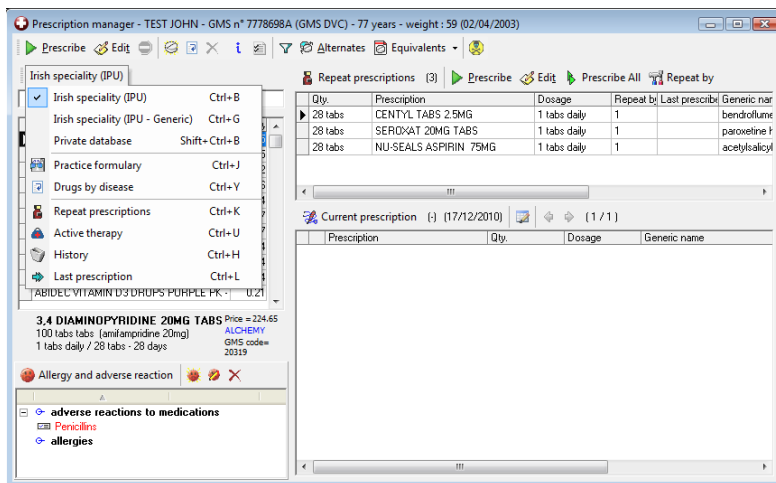 Prescription manager - TEST JOHN - GMS n° 7778698A (GMS DVC) - 77 years - weight : 59 (02/04/2003)
Prescribe Edit Alternates Equivalents
Irish speciality (IPU)
Irish speciality (IPU) Ctrl+B
Irish speciality (IPU - Generic) Ctrl+G
Private database Shift+Ctrl+B
Practice formulary Ctrl+J
Drugs by disease Ctrl+Y
Repeat prescriptions Ctrl+K
Active therapy Ctrl+U
History Ctrl+H
Last prescription Ctrl+L
ABIDEC VITAMIN D3 DROPS PURPLE PK - 0.21
3,4 DIAMINOPYRIDINE 20MG TABS Price =224.65
100 tabs tabs (amifampridine 20mg) ALCHEMY
1 tabs daily / 28 tabs - 28 days GMS code=
20319
Allergy and adverse reaction
adverse reactions to medications
Penicillins
allergies
Repeat prescriptions (3) Prescribe Edit Prescribe All Repeat by
Qty. Prescription Dosage Repeat by Last prescribe Generic nar
28 tabs CENTYL TABS 2.5MG 1 tabs daily 1 bendroflume
28 tabs SEROXAT 20MG TABS 1 tabs daily 1 paroxetine h
28 tabs NU-SEALS ASPIRIN 75MG 1 tabs daily 1 acetylsalicyl
Current prescription (-) (17/12/2010) (1/1)
Prescription Qty. Dosage Generic name